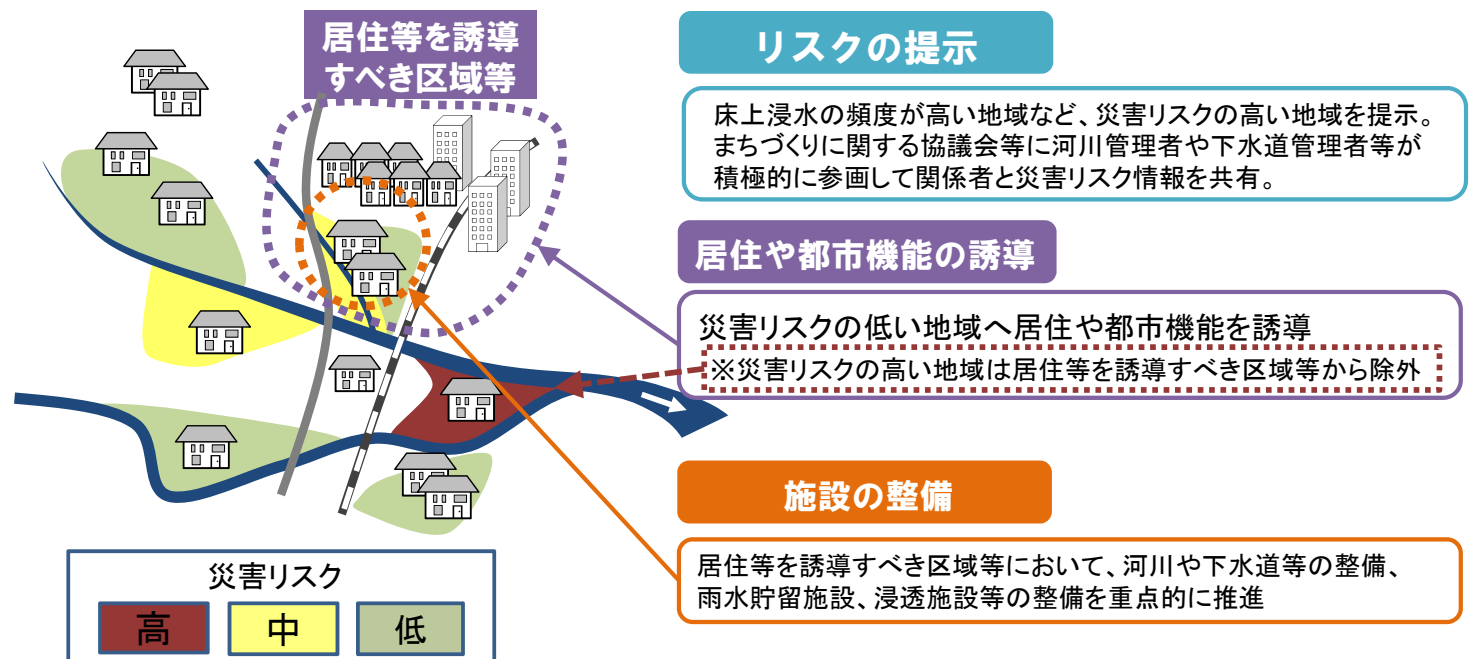 居住等を誘導
すべき区域等
リスクの提示
床上浸水の頻度が高い地域など、災害リスクの高い地域を提示。
まちづくりに関する協議会等に河川管理者や下水道管理者等が
積極的に参画して関係者と災害リスク情報を共有。
居住や都市機能の誘導
災害リスクの低い地域へ居住や都市機能を誘導
※災害リスクの高い地域は居住等を誘導すべき区域等から除外
施設の整備
居住等を誘導すべき区域等において、河川や下水道等の整備、
雨水貯留施設、浸透施設等の整備を重点的に推進
災害リスク
高 中 低